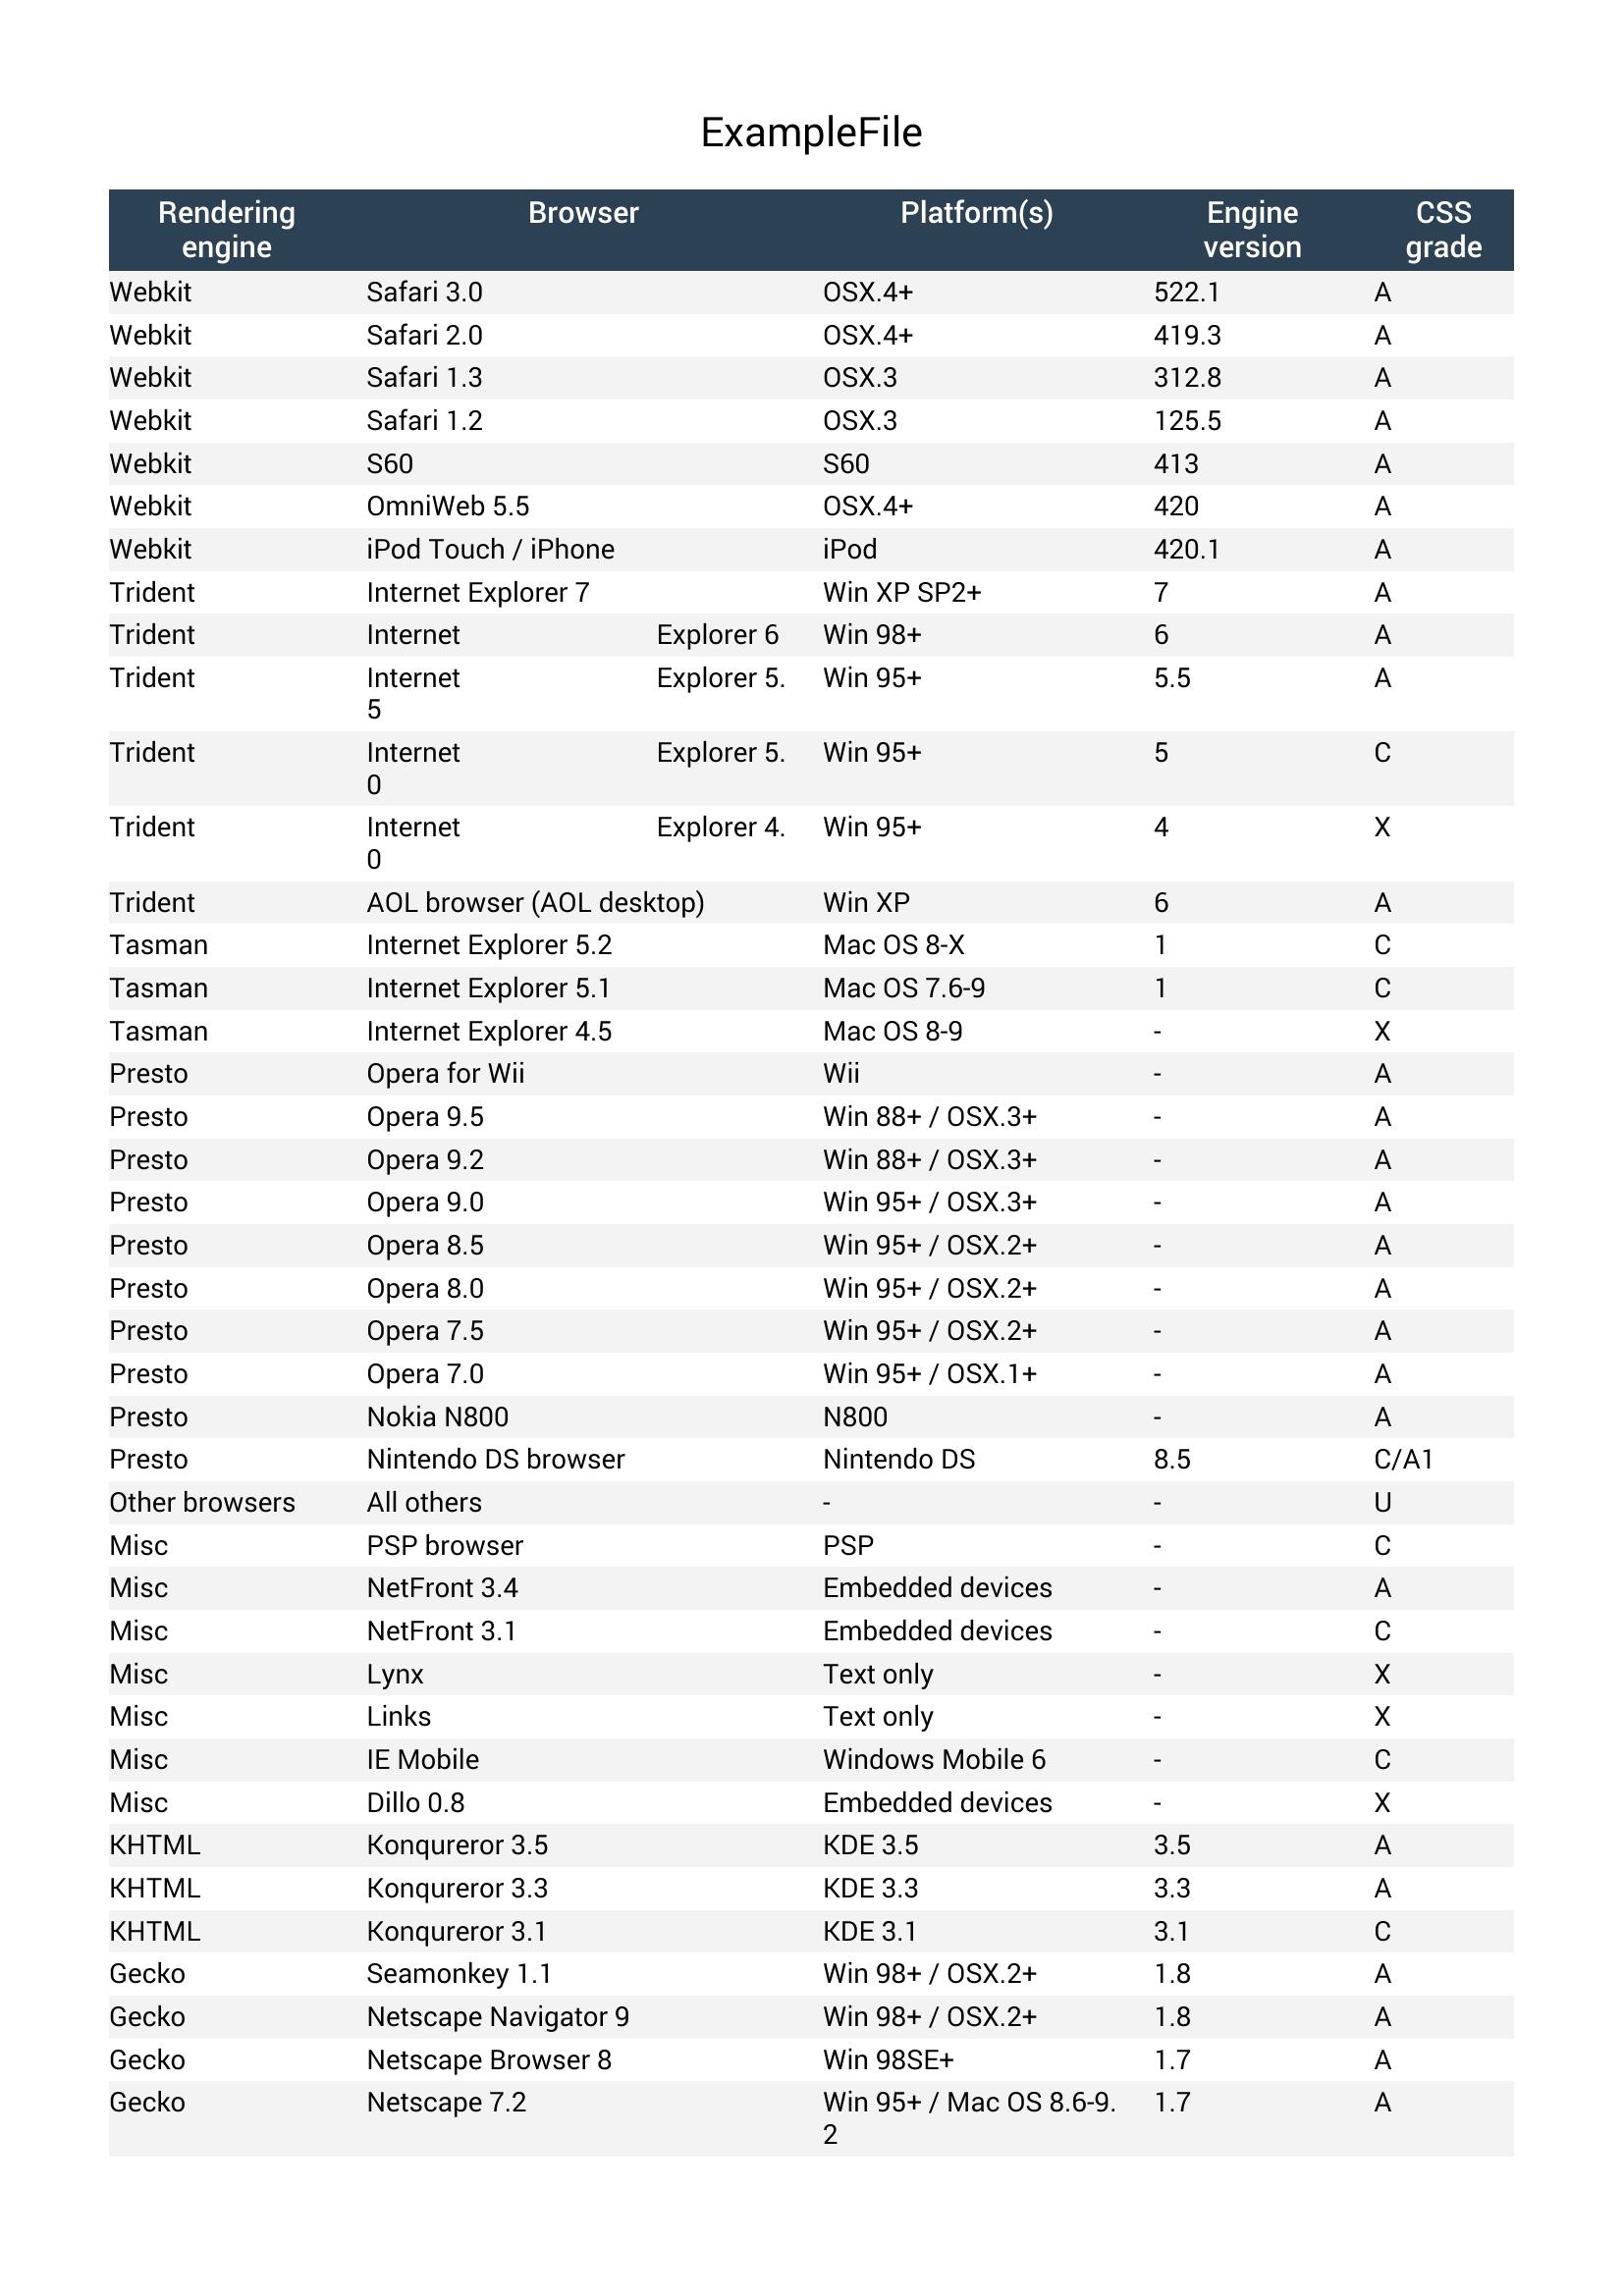 ExampleFile
Rendering engine Browser Platform(s) Engine version CSS grade
Webkit Safari 3.0 OSX.4+ 522.1 A
Webkit Safari 2.0 OSX.4+ 419.3 A
Webkit Safari 1.3 OSX.3 312.8 A
Webkit Safari 1.2 OSX.3 125.5 A
Webkit S60 S60 413 A
Webkit OmniWeb 5.5 OSX.4+ 420 A
Webkit iPod Touch / iPhone iPod 420.1 A
Trident Internet Explorer 7 Win XP SP2+ 7 A
Trident Internet Explorer 6 Win 98+ 6 A
Trident Internet Explorer 5. Win 95+ 5.5 A
5
Trident Internet Explorer 5. Win 95+ 5 C
0
Trident Internet Explorer 4. Win 95+ 4 X
0
Trident AOL browser (AOL desktop) Win XP 6 A
Tasman Internet Explorer 5.2 Mac OS 8-X 1 C
Tasman Internet Explorer 5.1 Mac OS 7.6-9 1 C
Tasman Internet Explorer 4.5 Mac OS 8-9 - X
Presto Opera for Wii Wii - A
Presto Opera 9.5 Win 88+ / OSX.3+ - A
Presto Opera 9.2 Win 88+ / OSX.3+ - A
Presto Opera 9.0 Win 95+ / OSX.3+ - A
Presto Opera 8.5 Win 95+ / OSX.2+ - A
Presto Opera 8.0 Win 95+ / OSX.2+ - A
Presto Opera 7.5 Win 95+ / OSX.2+ - A
Presto Opera 7.0 Win 95+ / OSX.1+ - A
Presto Nokia N800 N800 - A
Presto Nintendo DS browser Nintendo DS 8.5 C/A1
Other browsers All others - - U
Misc PSP browser PSP - C
Misc NetFront 3.4 Embedded devices - A
Misc NetFront 3.1 Embedded devices - C
Misc Lynx Text only - X
Misc Links Text only - X
Misc IE Mobile Windows Mobile 6 - C
Misc Dillo 0.8 Embedded devices - X
KHTML Konqureror 3.5 KDE 3.5 3.5 A
KHTML Konqureror 3.3 KDE 3.3 3.3 A
KHTML Konqureror 3.1 KDE 3.1 3.1 C
Gecko Seamonkey 1.1 Win 98+ / OSX.2+ 1.8 A
Gecko Netscape Navigator 9 Win 98+ / OSX.2+ 1.8 A
Gecko Netscape Browser 8 Win 98SE+ 1.7 A
Gecko Netscape 7.2 Win 95+ / Mac OS 8.6-9. 1.7 A
2